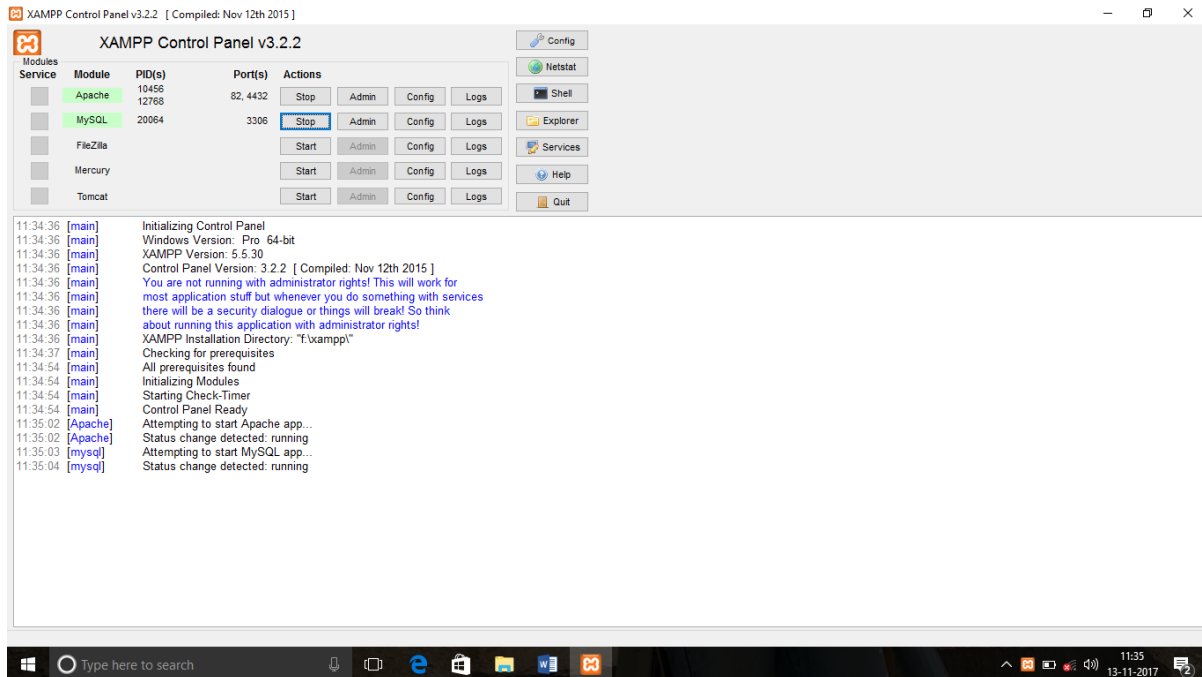 XAMPP Control Panel v3.2.2 [ Compiled: Nov 12th 2015 ]
XAMPP Control Panel v3.2.2
Config
Modules
Service Module PID(s) Port(s) Actions
Netstat
Apache 10456 12768 82, 4432 Stop Admin Config Logs
Shell
MySQL 20064 3306 Stop Admin Config Logs
Explorer
FileZilla Start Admin Config Logs
Services
Mercury Start Admin Config Logs
Help
Tomcat Start Admin Config Logs
Quit
11:34:36 [main] Initializing Control Panel
11:34:36 [main] Windows Version: Pro 64-bit
11:34:36 [main] XAMPP Version: 5.5.30
11:34:36 [main] Control Panel Version: 3.2.2 [ Compiled: Nov 12th 2015 ]
11:34:36 [main] You are not running with administrator rights! This will work for
11:34:36 [main] most application stuff but whenever you do something with services
11:34:36 [main] there will be a security dialogue or things will break! So think
11:34:36 [main] about running this application with administrator rights!
11:34:36 [main] XAMPP Installation Directory: "f:\xampp\"
11:34:37 [main] Checking for prerequisites
11:34:54 [main] All prerequisites found
11:34:54 [main] Initializing Modules
11:34:54 [main] Starting Check-Timer
11:34:54 [main] Control Panel Ready
11:35:02 [Apache] Attempting to start Apache app...
11:35:02 [Apache] Status change detected: running
11:35:03 [mysql] Attempting to start MySQL app...
11:35:04 [mysql] Status change detected: running
Type here to search
11:35
13-11-2017
2